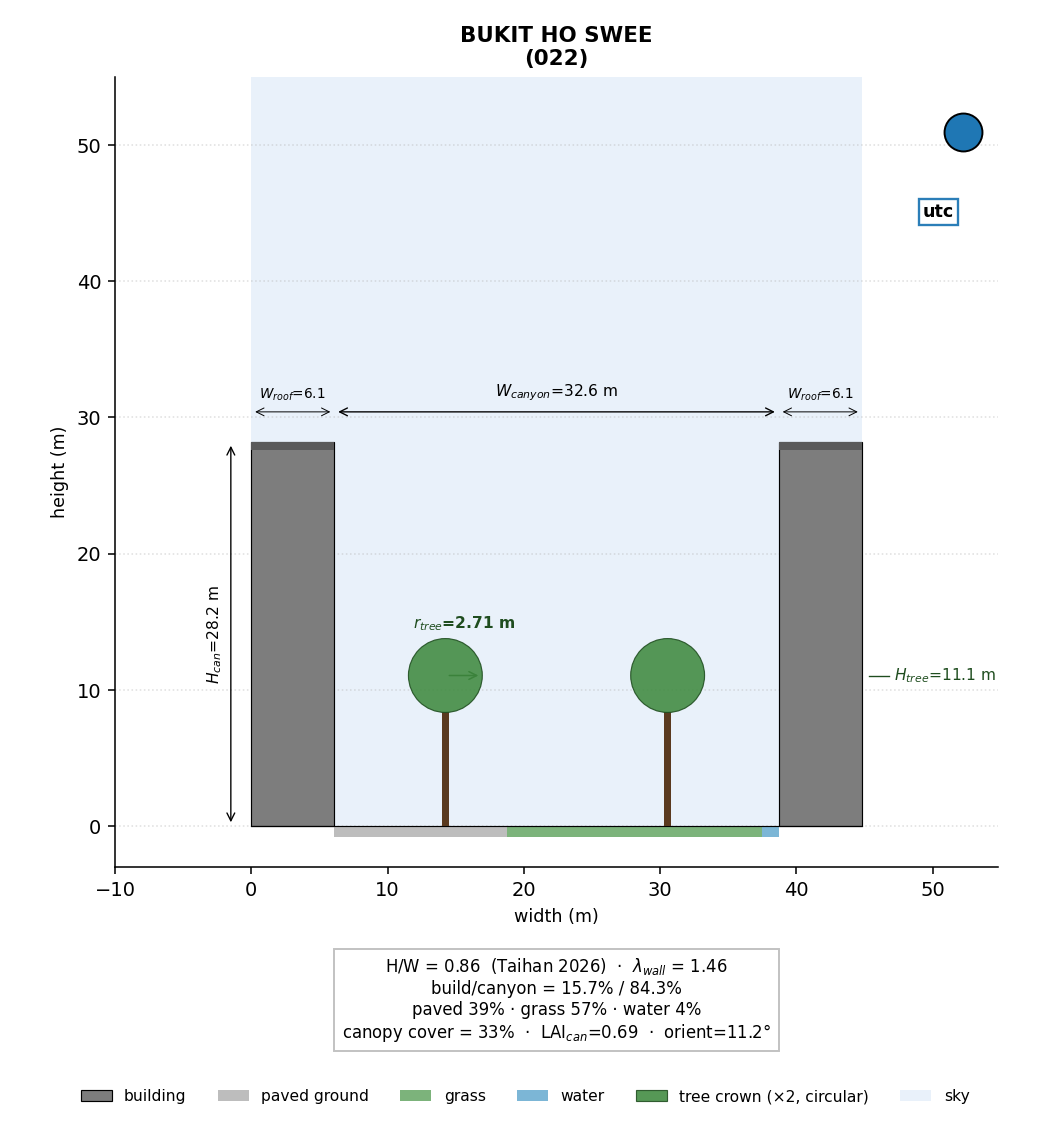 BUKIT HO SWEE
(022)
50
utc
40
W_roof=6.1
W_canyon=32.6 m
W_roof=6.1
30
height (m)
20
H_can=28.2 m
r_tree=2.71 m
H_tree=11.1 m
10
0
−10 0 10 20 30 40 50
width (m)
H/W = 0.86 (Taihan 2026) · λ_wall = 1.46
build/canyon = 15.7% / 84.3%
paved 39% · grass 57% · water 4%
canopy cover = 33% · LAI_can=0.69 · orient=11.2°
building paved ground grass water tree crown (×2, circular) sky